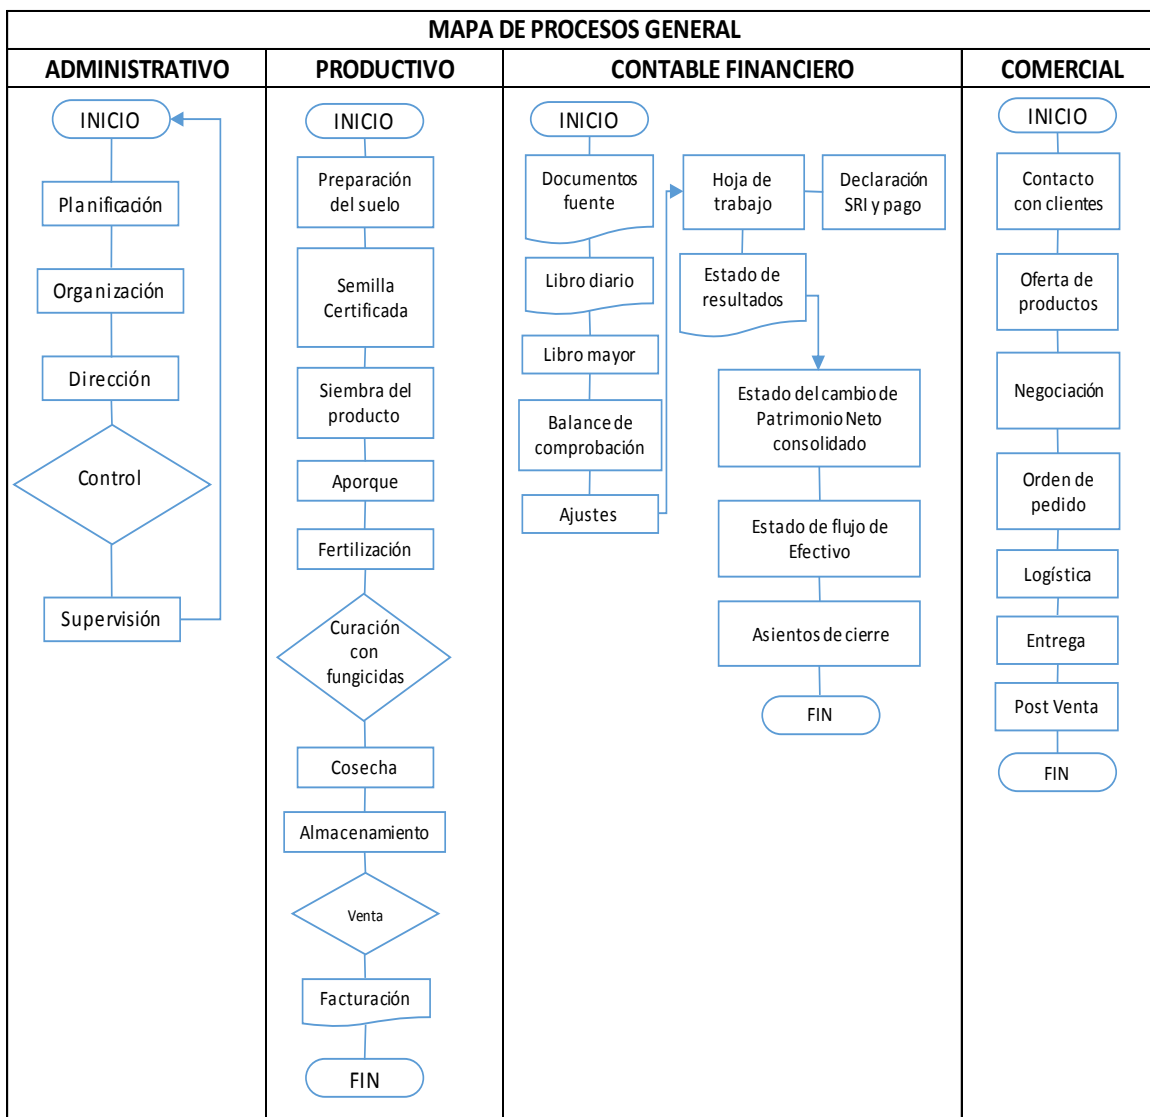 MAPA DE PROCESOS GENERAL
ADMINISTRATIVO
PRODUCTIVO
CONTABLE FINANCIERO
COMERCIAL
INICIO
Planificación
Organización
Dirección
Control
Supervisión
INICIO
Preparación
del suelo
Semilla
Certificada
Siembra del
producto
Aporque
Fertilización
Curación
con
fungicidas
Cosecha
Almacenamiento
Venta
Facturación
FIN
INICIO
Documentos
fuente
Libro diario
Libro mayor
Balance de
comprobación
Ajustes
Hoja de
trabajo
Declaración
SRI y pago
Estado de
resultados
Estado del cambio de
Patrimonio Neto
consolidado
Estado de flujo de
Efectivo
Asientos de cierre
FIN
INICIO
Contacto
con clientes
Oferta de
productos
Negociación
Orden de
pedido
Logística
Entrega
Post Venta
FIN